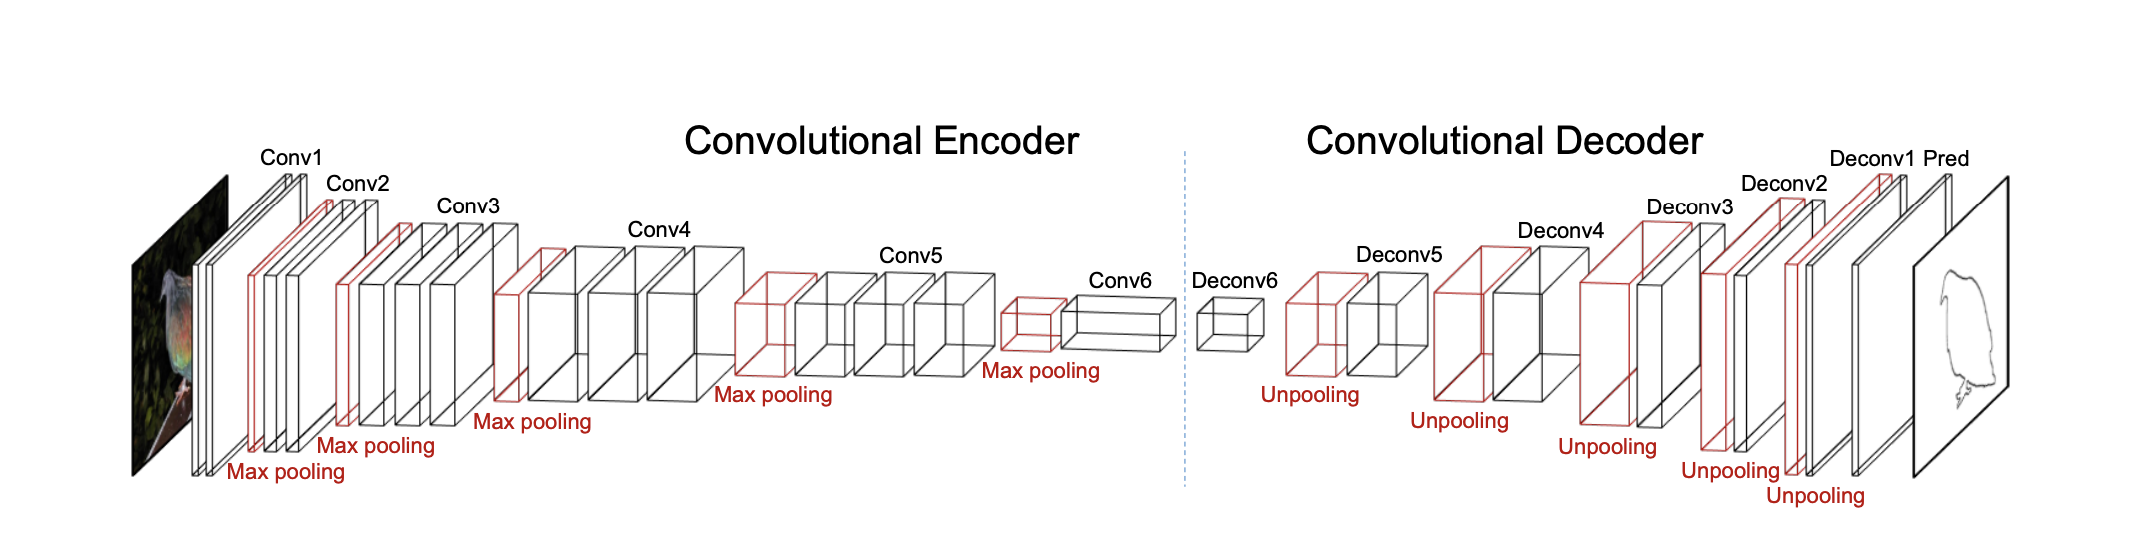 Convolutional Encoder
Convolutional Decoder
Conv1
Conv2
Conv3
Conv4
Conv5
Conv6
Deconv6
Deconv5
Deconv4
Deconv3
Deconv2
Deconv1 Pred
Max pooling
Max pooling
Max pooling
Max pooling
Max pooling
Unpooling
Unpooling
Unpooling
Unpooling
Unpooling